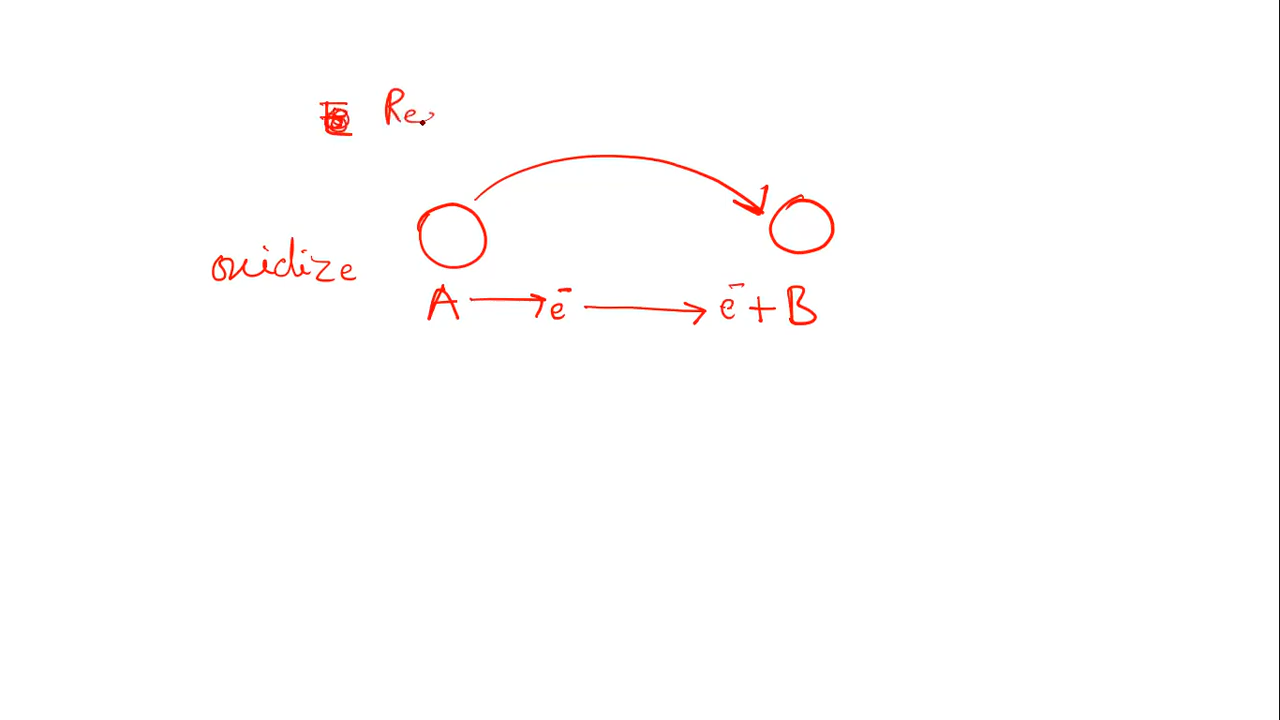 Re
oxidize
A → e⁻ → e⁻ + B